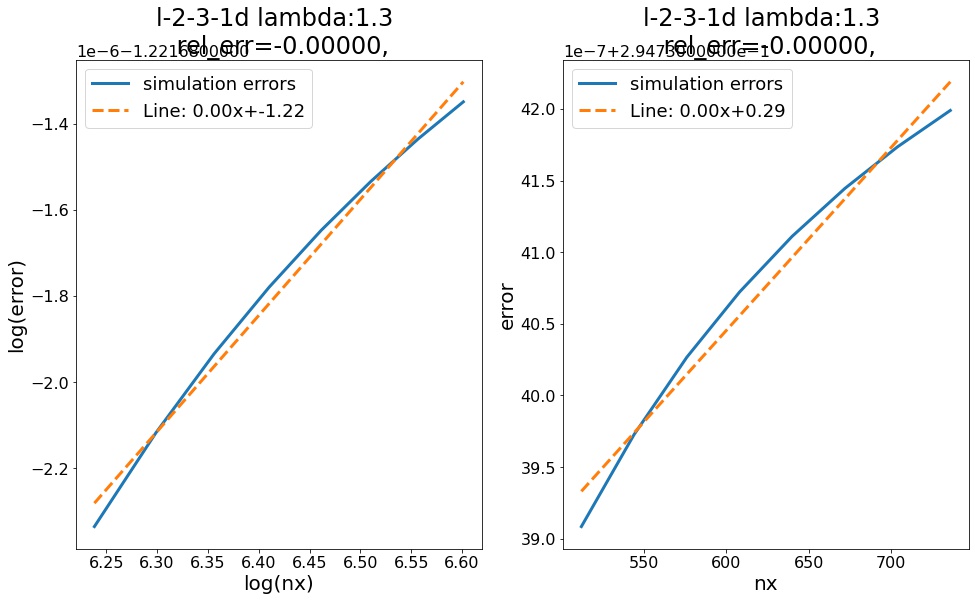 l-2-3-1d lambda:1.3
rel_err=-0.00000,
1e−6−1.2216800000
simulation errors
Line: 0.00x+-1.22
−1.4
−1.6
−1.8
−2.0
−2.2
log(error)
6.25 6.30 6.35 6.40 6.45 6.50 6.55 6.60
log(nx)
l-2-3-1d lambda:1.3
rel_err=-0.00000,
1e−7+2.9473000000e−1
simulation errors
Line: 0.00x+0.29
42.0
41.5
41.0
40.5
40.0
39.5
39.0
error
550 600 650 700
nx